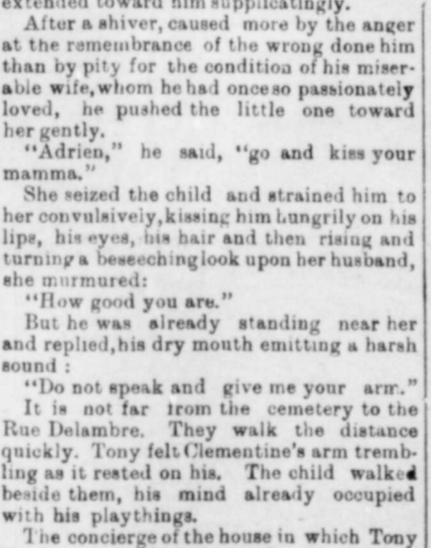 extended toward him supplicatingly.
After a shiver, caused more by the anger
at the remembrance of the wrong done him
than by pity for the condition of his miser-
able wife, whom he had once so passionately
loved, he pushed the little one toward
her gently.
"Adrien," he said, "go and kiss your
mamma."
She seized the child and strained him to
her convulsively, kissing him hungrily on his
lips, his eyes, his hair and then rising and
turning a beseeching look upon her husband,
she murmured:
"How good you are."
But he was already standing near her
and replied, his dry mouth emitting a harsh
sound :
"Do not speak and give me your arm."
It is not far from the cemetery to the
Rue Delambre. They walk the distance
quickly. Tony felt Clementine's arm tremb-
ling as it rested on his. The child walked
beside them, his mind already occupied
with his playthings.
The concierge of the house in which Tony